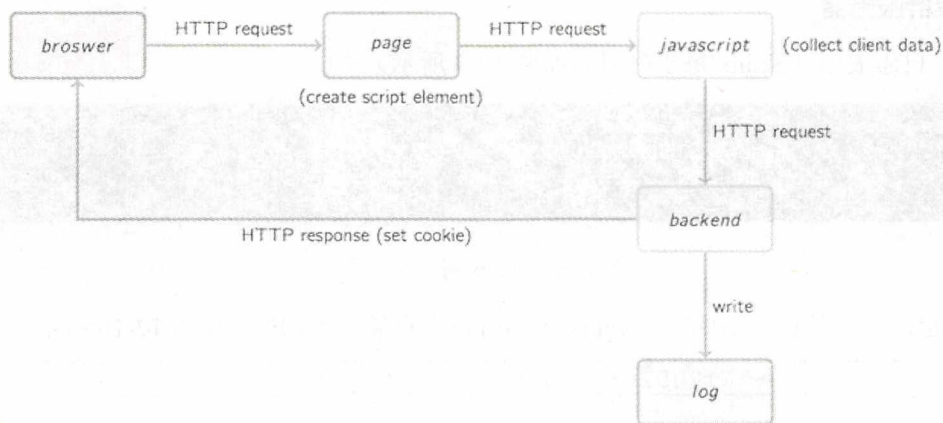 HTTP request
HTTP request
broswer
page
javascript
(collect client data)
(create script element)
HTTP request
backend
HTTP response (set cookie)
write
log